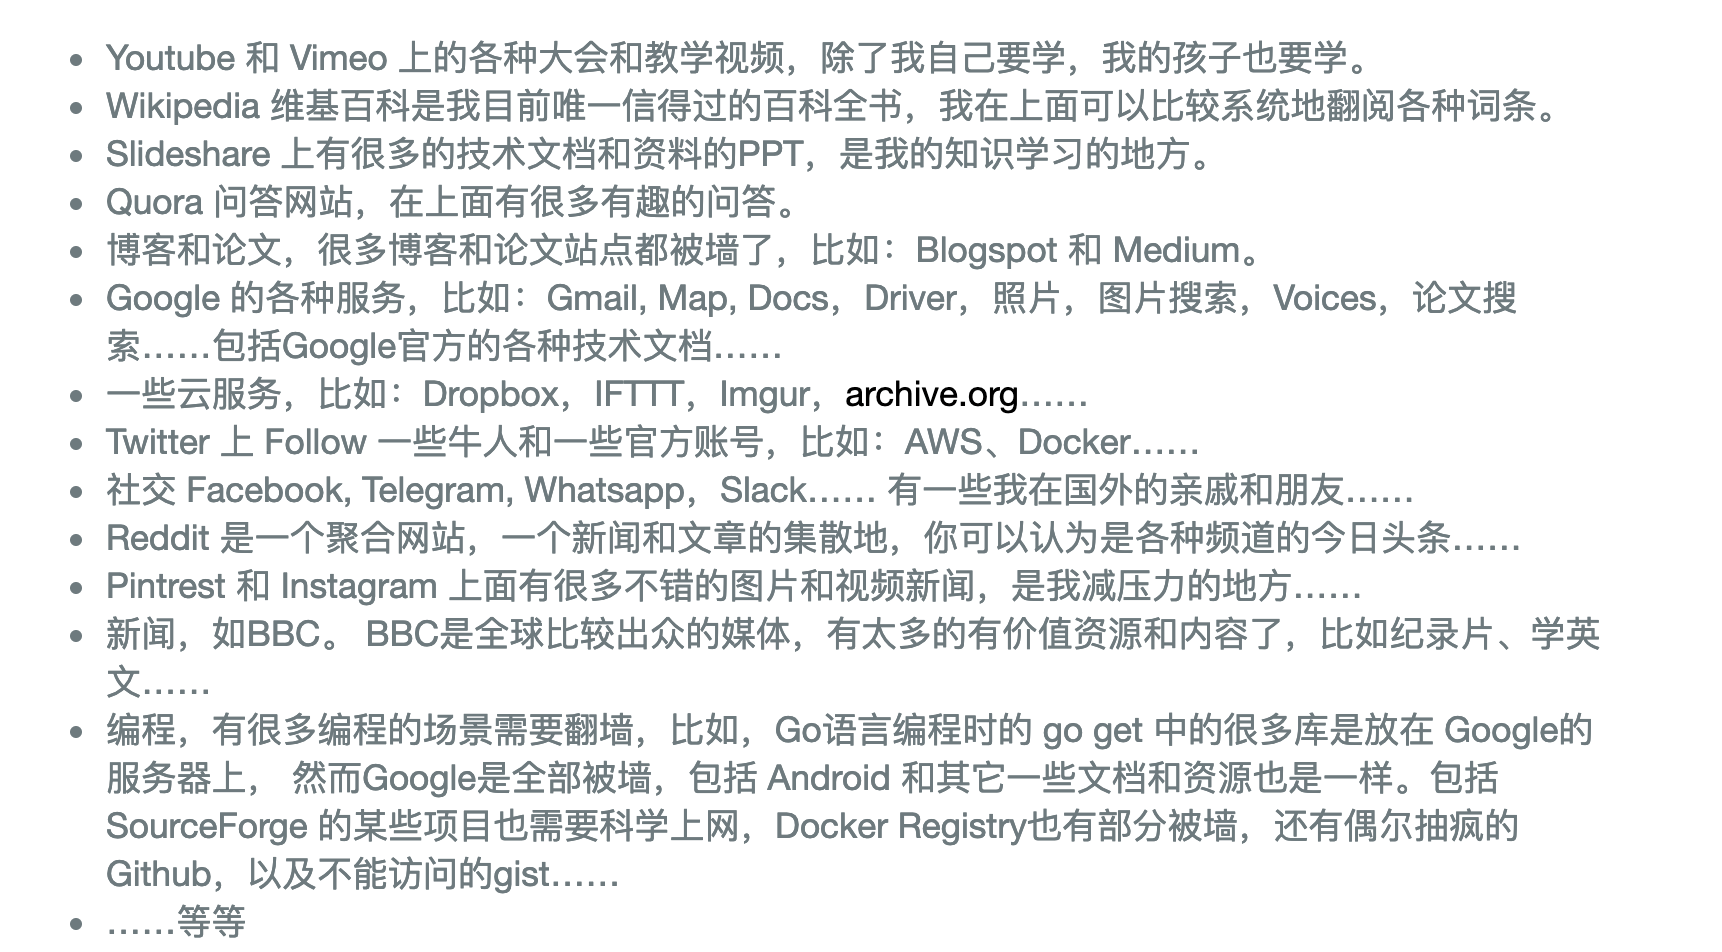 • Youtube 和 Vimeo 上的各种大会和教学视频，除了我自己要学，我的孩子也要学。
• Wikipedia 维基百科是我目前唯一信得过的百科全书，我在上面可以比较系统地翻阅各种词条。
• Slideshare 上有很多的技术文档和资料的PPT，是我的知识学习的地方。
• Quora 问答网站，在上面有很多有趣的问答。
• 博客和论文，很多博客和论文站点都被墙了，比如：Blogspot 和 Medium。
• Google 的各种服务，比如：Gmail, Map, Docs，Driver，照片，图片搜索，Voices，论文搜
索……包括Google官方的各种技术文档……
• 一些云服务，比如：Dropbox，IFTTT，Imgur，archive.org……
• Twitter 上 Follow 一些牛人和一些官方账号，比如：AWS、Docker……
• 社交 Facebook, Telegram, Whatsapp，Slack…… 有一些我在国外的亲戚和朋友……
• Reddit 是一个聚合网站，一个新闻和文章的集散地，你可以认为是各种频道的今日头条……
• Pintrest 和 Instagram 上面有很多不错的图片和视频新闻，是我减压力的地方……
• 新闻，如BBC。 BBC是全球比较出众的媒体，有太多的有价值资源和内容了，比如纪录片、学英
文……
• 编程，有很多编程的场景需要翻墙，比如，Go语言编程时的 go get 中的很多库是放在 Google的
服务器上， 然而Google是全部被墙，包括 Android 和其它一些文档和资源也是一样。包括
SourceForge 的某些项目也需要科学上网，Docker Registry也有部分被墙，还有偶尔抽疯的
Github，以及不能访问的gist……
• ……等等